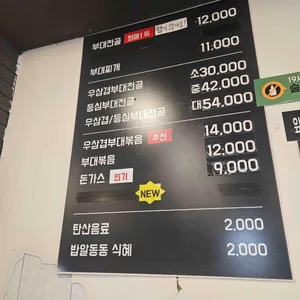 부대전골 판매1위 12,000
부대찌개 11,000
우삼겹부대전골 소30,000
등심부대전골 중42,000
우삼겹/등심부대전골 대54,000
우삼겹부대볶음 추천 14,000
부대볶음 12,000
돈가스 인기 9,000
NEW
탄산음료 2,000
밥알동동 식혜 2,000
19시